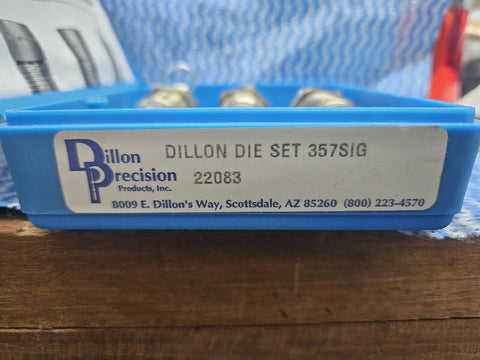 Dillon
Precision
Products, Inc.
DILLON DIE SET 357SIG
22083
8009 E. Dillon's Way, Scottsdale, AZ 85260 (800) 223-4570